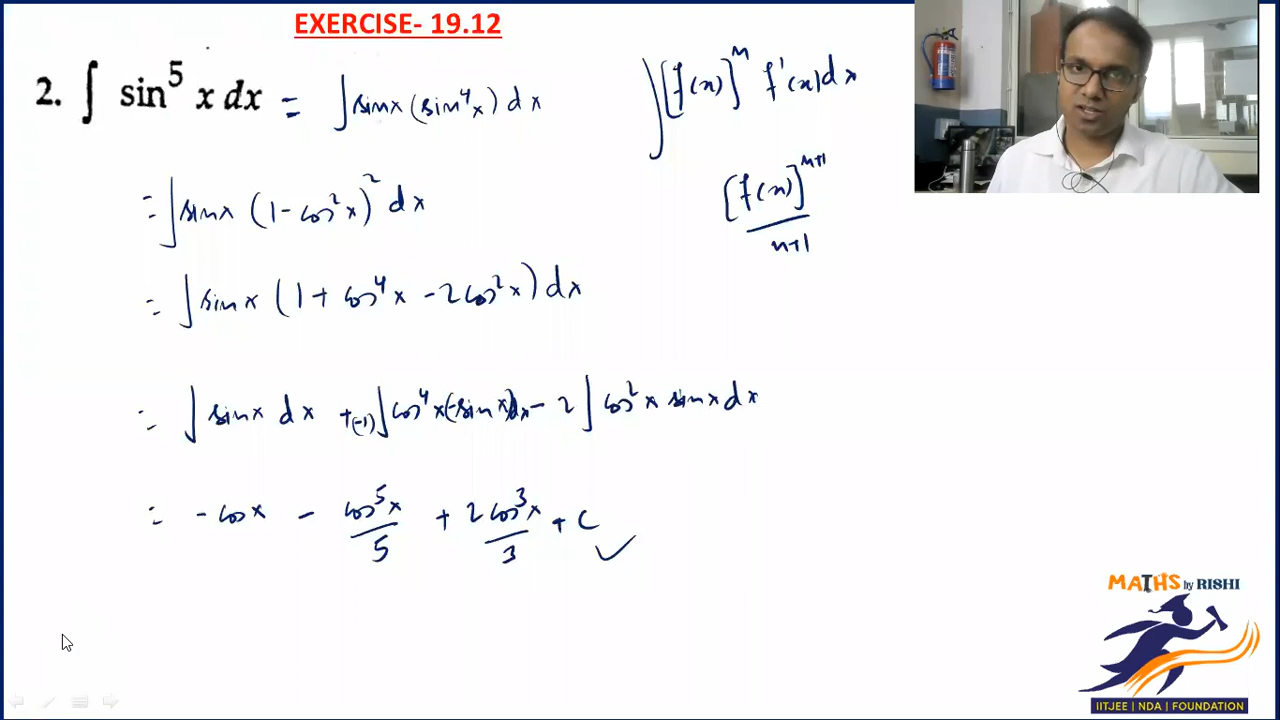 EXERCISE- 19.12
2. ∫ sin⁵ x dx = ∫ sinx (sin⁴x) dx
∫ [f(x)]ⁿ f'(x) dx
[f(x)]ⁿ⁺¹
n+1
= ∫ sinx (1 - cos²x)² dx
= ∫ sinx (1 + cos⁴x - 2cos²x) dx
= ∫ sinx dx + (-1) ∫ cos⁴x (-sinx) dx - 2 ∫ cos²x sinx dx
= - cosx - cos⁵x/5 + 2cos³x/3 + c
MATHS by RISHI
IITJEE | NDA | FOUNDATION